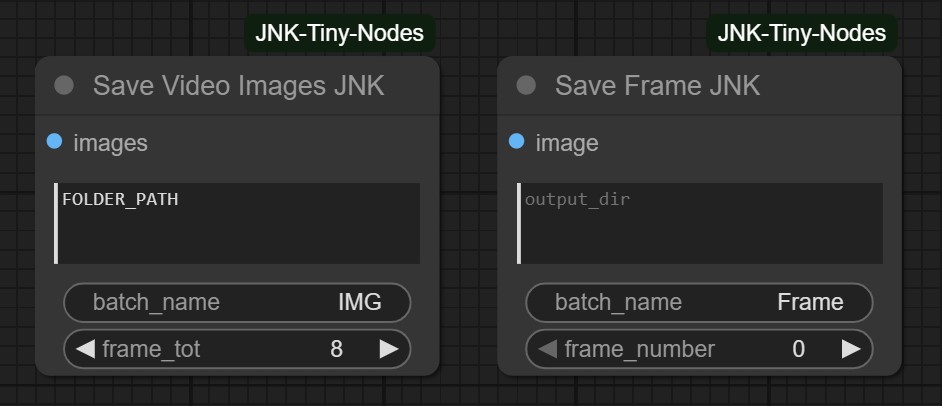 JNK-Tiny-Nodes
Save Video Images JNK
images
FOLDER_PATH
batch_name IMG
frame_tot 8
JNK-Tiny-Nodes
Save Frame JNK
image
output_dir
batch_name Frame
frame_number 0